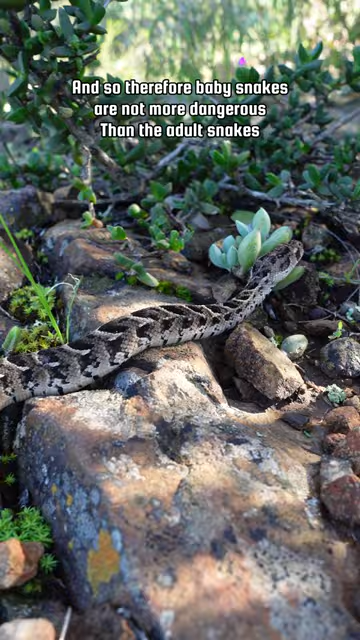 And so therefore baby snakes
are not more dangerous
Than the adult snakes